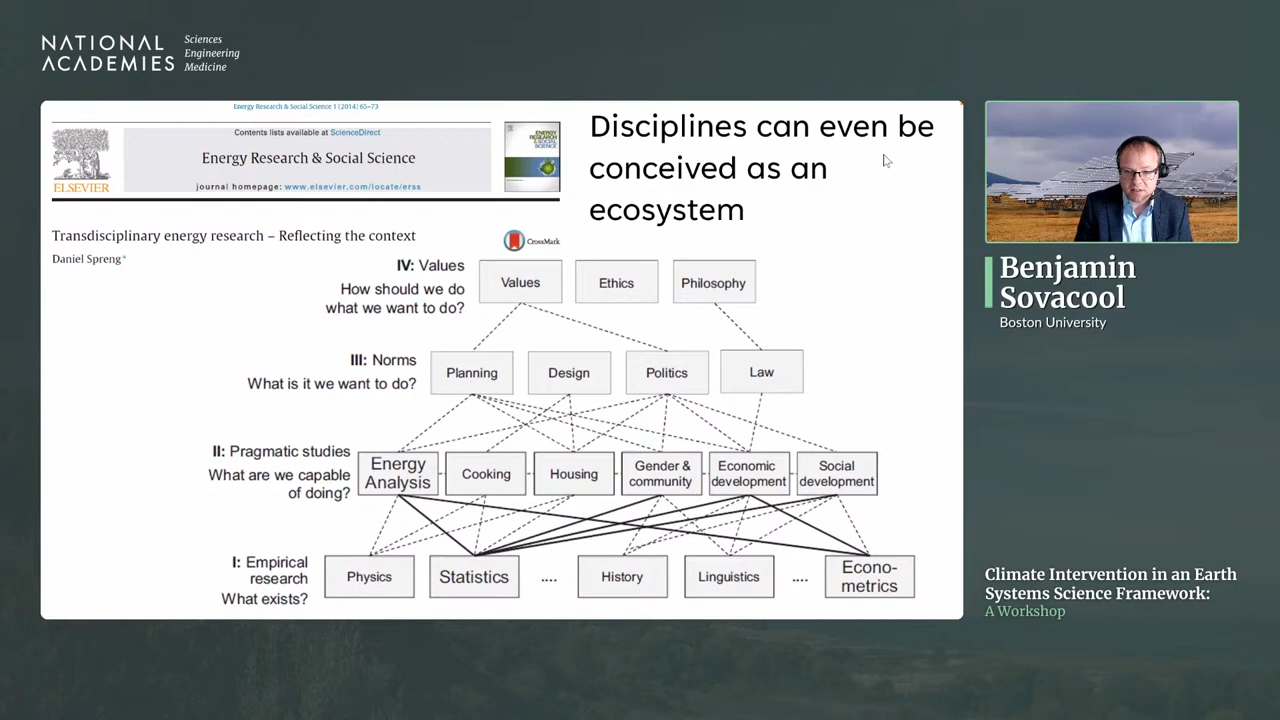 NATIONAL
ACADEMIES
Sciences
Engineering
Medicine
Energy Research & Social Science 1 (2014) 65–73
Contents lists available at ScienceDirect
Energy Research & Social Science
journal homepage: www.elsevier.com/locate/erss
ELSEVIER
ENERGY
RESEARCH
& SOCIAL
SCIENCE
Disciplines can even be
conceived as an
ecosystem
Transdisciplinary energy research – Reflecting the context
CrossMark
Daniel Spreng*
IV: Values
How should we do
what we want to do?
Values
Ethics
Philosophy
III: Norms
What is it we want to do?
Planning
Design
Politics
Law
II: Pragmatic studies
What are we capable
of doing?
Energy
Analysis
Cooking
Housing
Gender &
community
Economic
development
Social
development
I: Empirical
research
What exists?
Physics
Statistics
....
History
Linguistics
....
Econo-
metrics
Benjamin
Sovacool
Boston University
Climate Intervention in an Earth
Systems Science Framework:
A Workshop